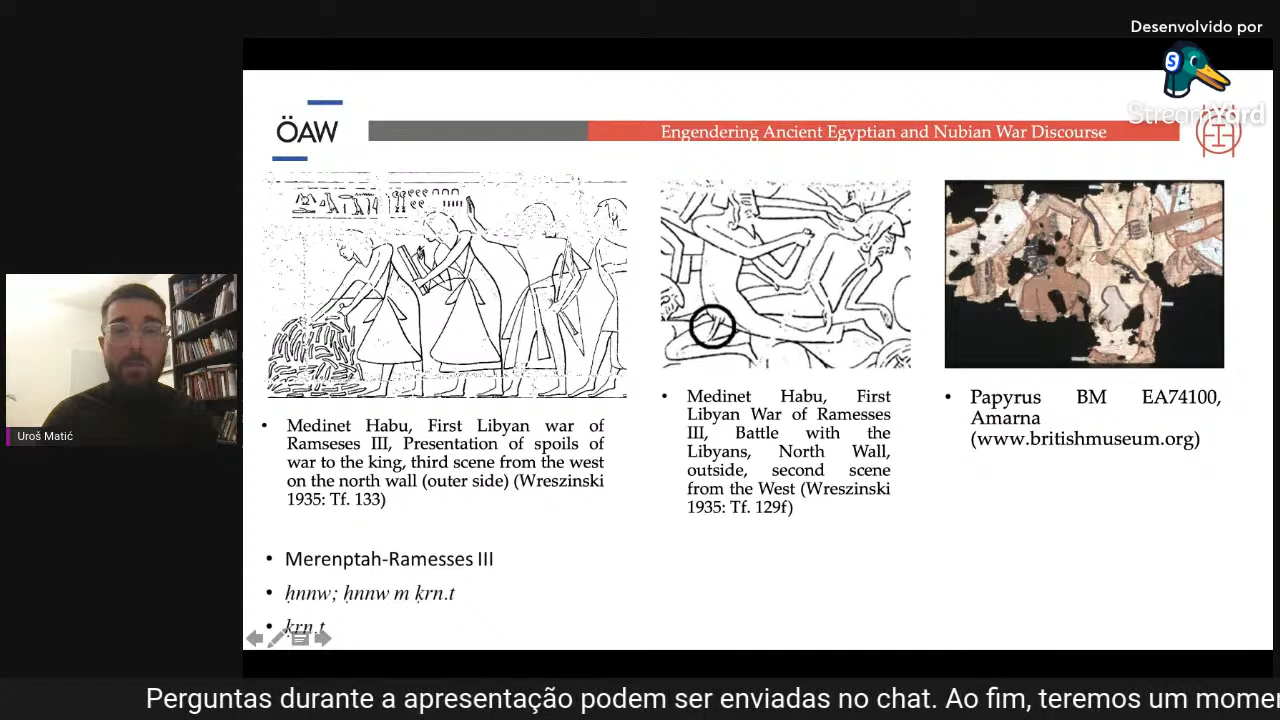 Desenvolvido por
StreamYard
ÖAW
Engendering Ancient Egyptian and Nubian War Discourse
• Medinet Habu, First Libyan war of
Ramseses III, Presentation of spoils of
war to the king, third scene from the west
on the north wall (outer side) (Wreszinski
1935: Tf. 133)
• Medinet Habu, First
Libyan War of Ramesses
III, Battle with the
Libyans, North Wall,
outside, second scene
from the West (Wreszinski
1935: Tf. 129f)
• Papyrus BM EA74100,
Amarna
(www.britishmuseum.org)
Uroš Matić
• Merenptah-Ramesses III
• ḥnnw; ḥnnw m ḳrn.t
• ḳrn.t
Perguntas durante a apresentação podem ser enviadas no chat. Ao fim, teremos um mome